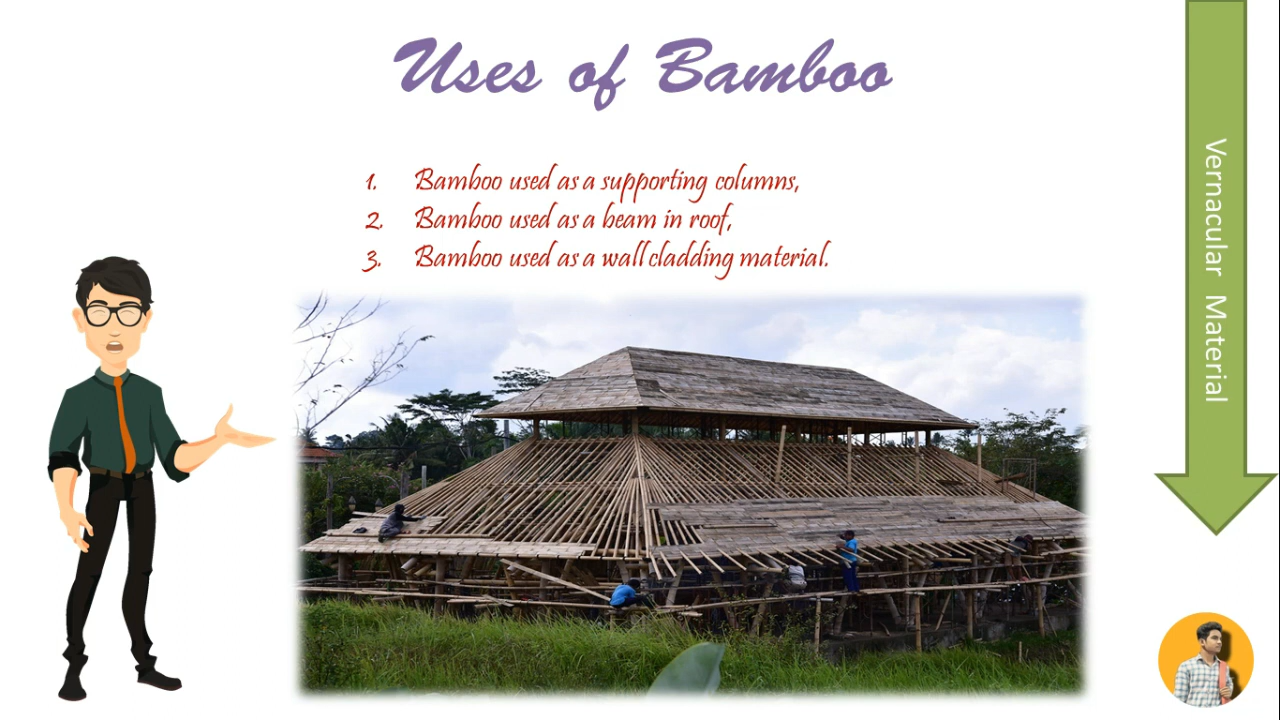 Uses of Bamboo
1. Bamboo used as a supporting columns,
2. Bamboo used as a beam in roof,
3. Bamboo used as a wall cladding material.
Vernacular Material